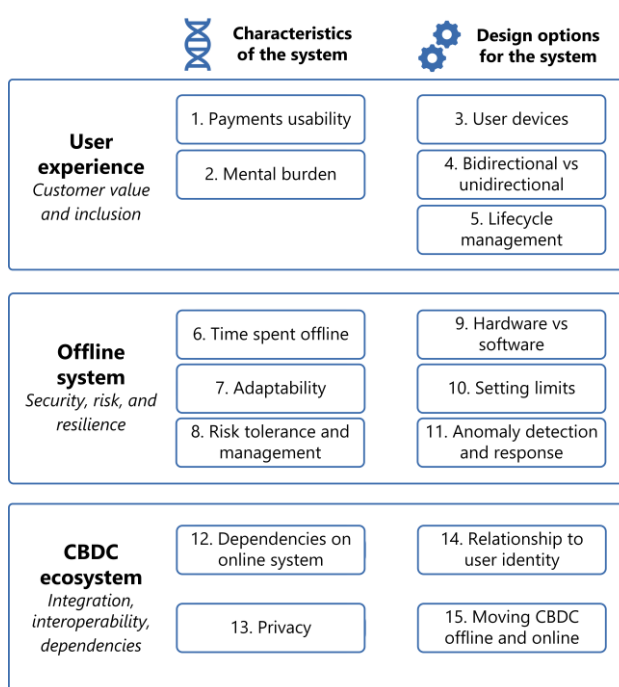 Characteristics
of the system
Design options
for the system
User
experience
Customer value
and inclusion
1. Payments usability
2. Mental burden
3. User devices
4. Bidirectional vs
unidirectional
5. Lifecycle
management
Offline
system
Security, risk, and
resilience
6. Time spent offline
7. Adaptability
8. Risk tolerance and
management
9. Hardware vs
software
10. Setting limits
11. Anomaly detection
and response
CBDC
ecosystem
Integration,
interoperability,
dependencies
12. Dependencies on
online system
13. Privacy
14. Relationship to
user identity
15. Moving CBDC
offline and online